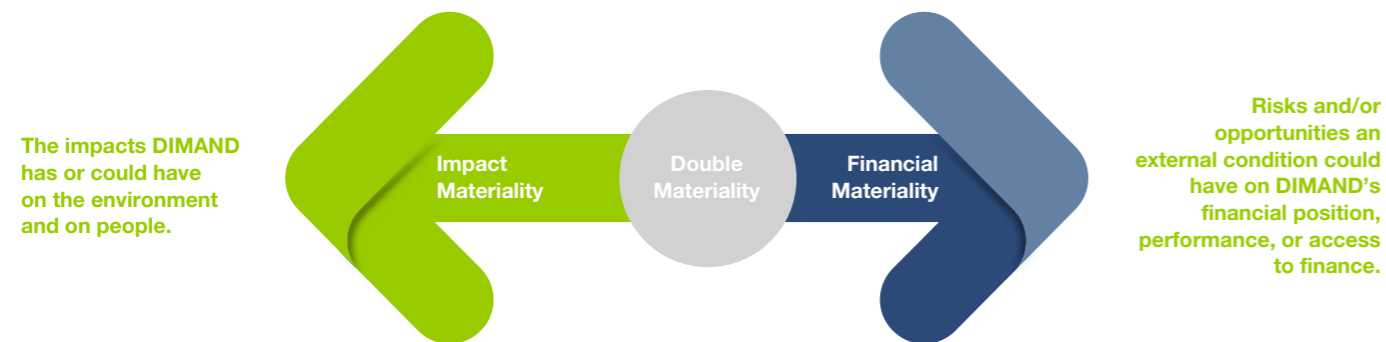 The impacts DIMAND
has or could have
on the environment
and on people.
Impact
Materiality
Double
Materiality
Financial
Materiality
Risks and/or
opportunities an
external condition could
have on DIMAND’s
financial position,
performance, or access
to finance.